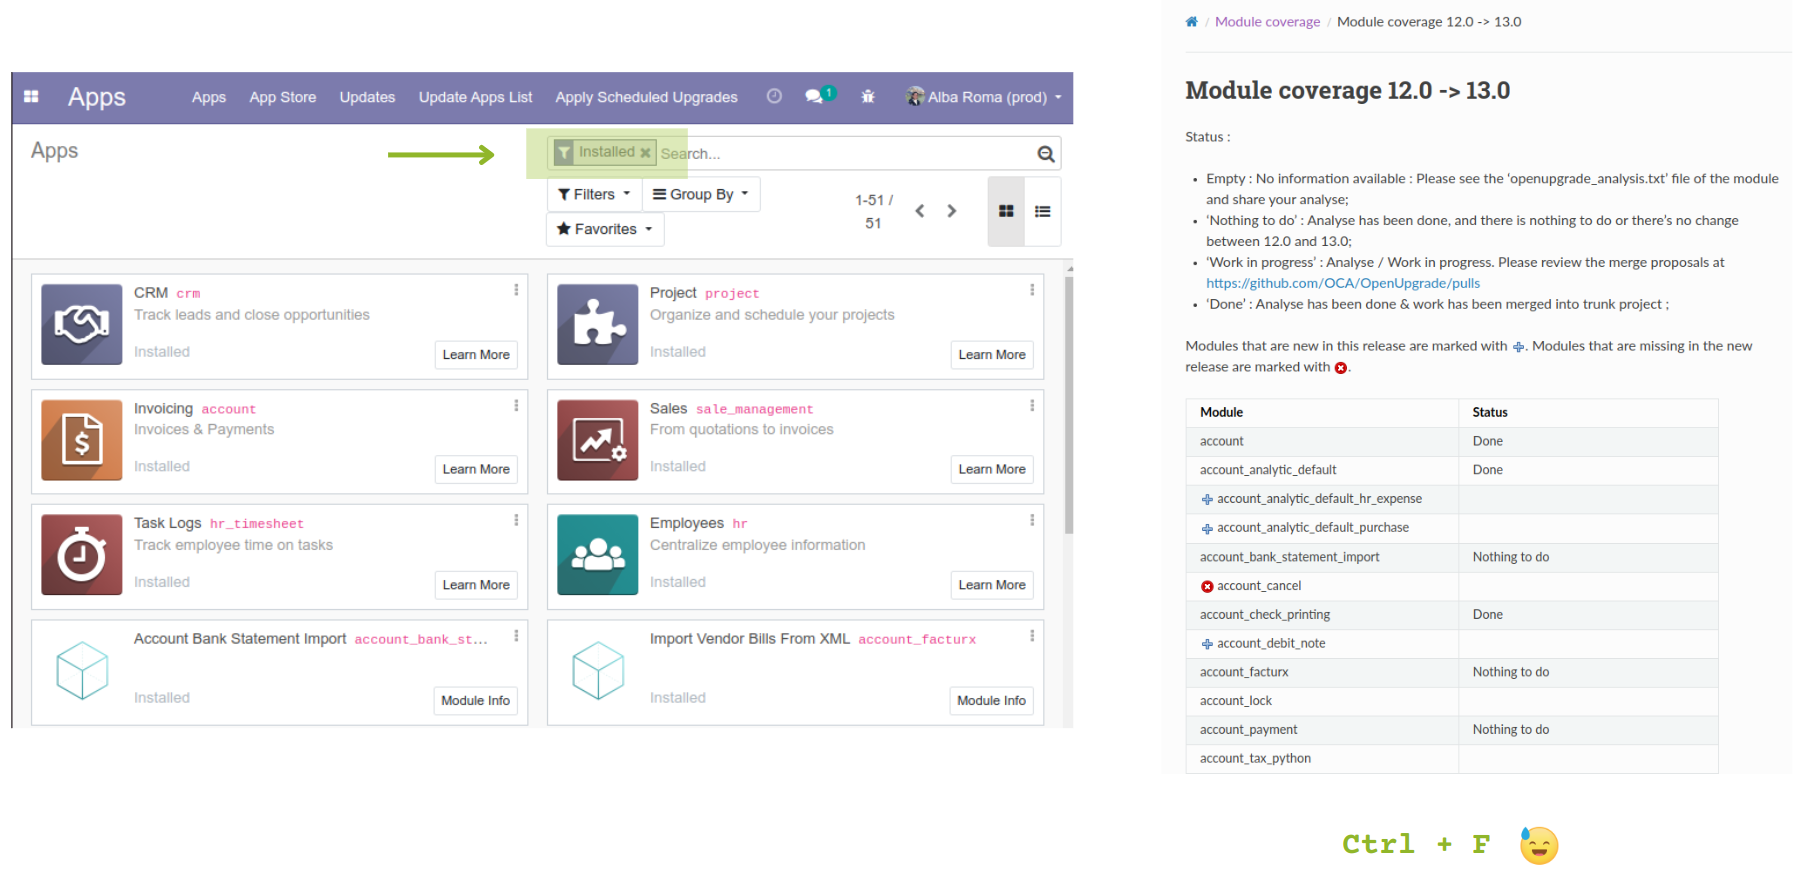 Apps
Apps App Store Updates Update Apps List Apply Scheduled Upgrades 1 Alba Roma (prod)
Apps
Installed Search...
Filters Group By
Favorites
1-51 /
51
CRM crm
Track leads and close opportunities
Installed
Learn More
Project project
Organize and schedule your projects
Installed
Learn More
Invoicing account
Invoices & Payments
Installed
Learn More
Sales sale_management
From quotations to invoices
Installed
Learn More
Task Logs hr_timesheet
Track employee time on tasks
Installed
Learn More
Employees hr
Centralize employee information
Installed
Learn More
Account Bank Statement Import account_bank_st...
Installed
Module Info
Import Vendor Bills From XML account_facturx
Installed
Module Info
/ Module coverage / Module coverage 12.0 -> 13.0
Module coverage 12.0 -> 13.0
Status :
• Empty : No information available : Please see the ‘openupgrade_analysis.txt’ file of the module
and share your analyse;
• ‘Nothing to do’ : Analyse has been done, and there is nothing to do or there’s no change
between 12.0 and 13.0;
• ‘Work in progress’ : Analyse / Work in progress. Please review the merge proposals at
https://github.com/OCA/OpenUpgrade/pulls
• ‘Done’ : Analyse has been done & work has been merged into trunk project ;
Modules that are new in this release are marked with . Modules that are missing in the new
release are marked with .
Module Status
account Done
account_analytic_default Done
account_analytic_default_hr_expense
account_analytic_default_purchase
account_bank_statement_import Nothing to do
account_cancel
account_check_printing Done
account_debit_note
account_facturx Nothing to do
account_lock
account_payment Nothing to do
account_tax_python
Ctrl + F